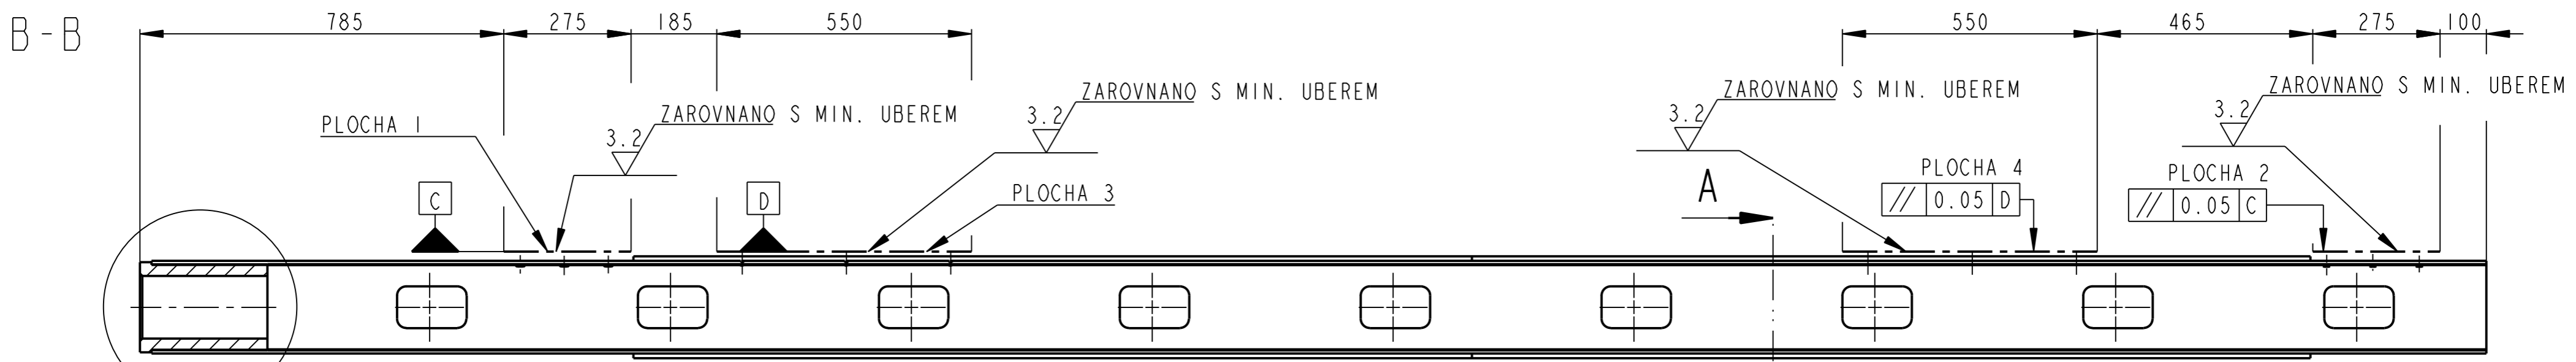 B-B
785
275
185
550
550
465
275
100
PLOCHA 1
3.2
ZAROVNANO S MIN. UBEREM
3.2
ZAROVNANO S MIN. UBEREM
3.2
ZAROVNANO S MIN. UBEREM
3.2
ZAROVNANO S MIN. UBEREM
C
D
PLOCHA 3
A
PLOCHA 4
// 0.05 D
PLOCHA 2
// 0.05 C